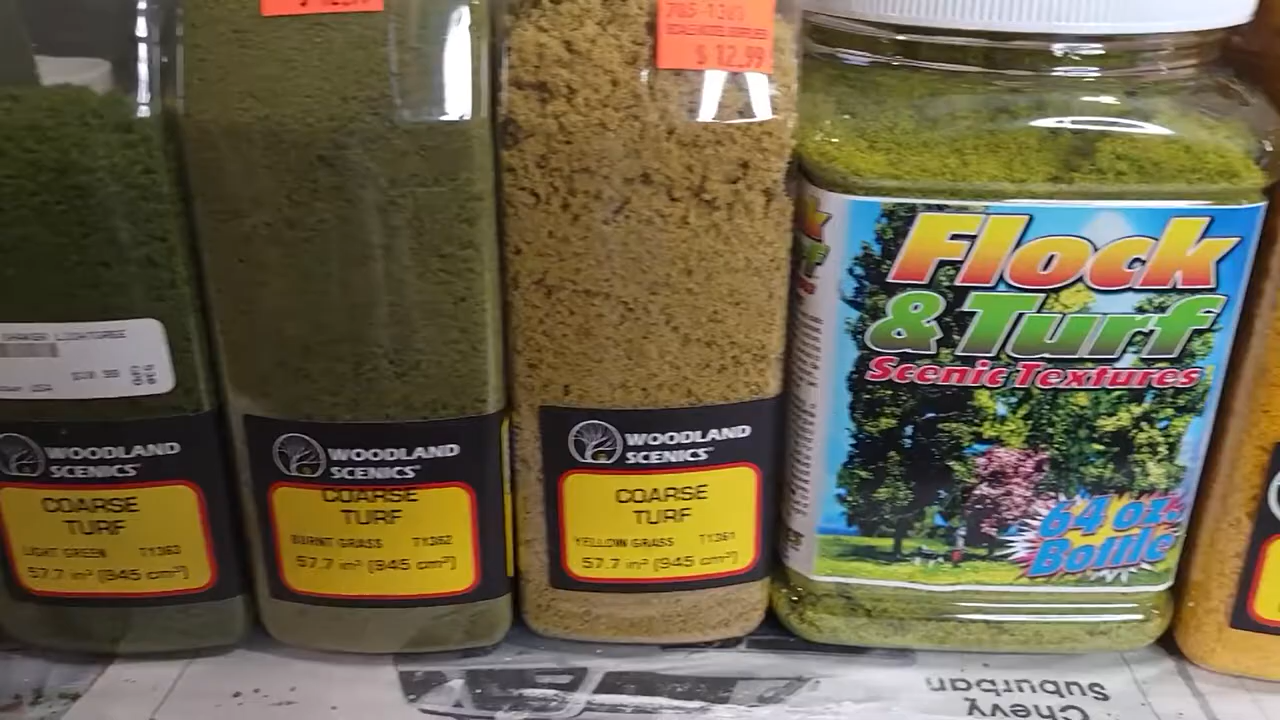 $ 12.99
WOODLAND
SCENICS
COARSE
TURF
LIGHT GREEN T1363
57.7 in³ (945 cm³)
WOODLAND
SCENICS
COARSE
TURF
BURNT GRASS T1362
57.7 in³ (945 cm³)
$ 12.99
WOODLAND
SCENICS
COARSE
TURF
YELLOW GRASS T1361
57.7 in³ (945 cm³)
Flock
& Turf
Scenic Textures
64 oz.
Bottle
Chevy
Suburban